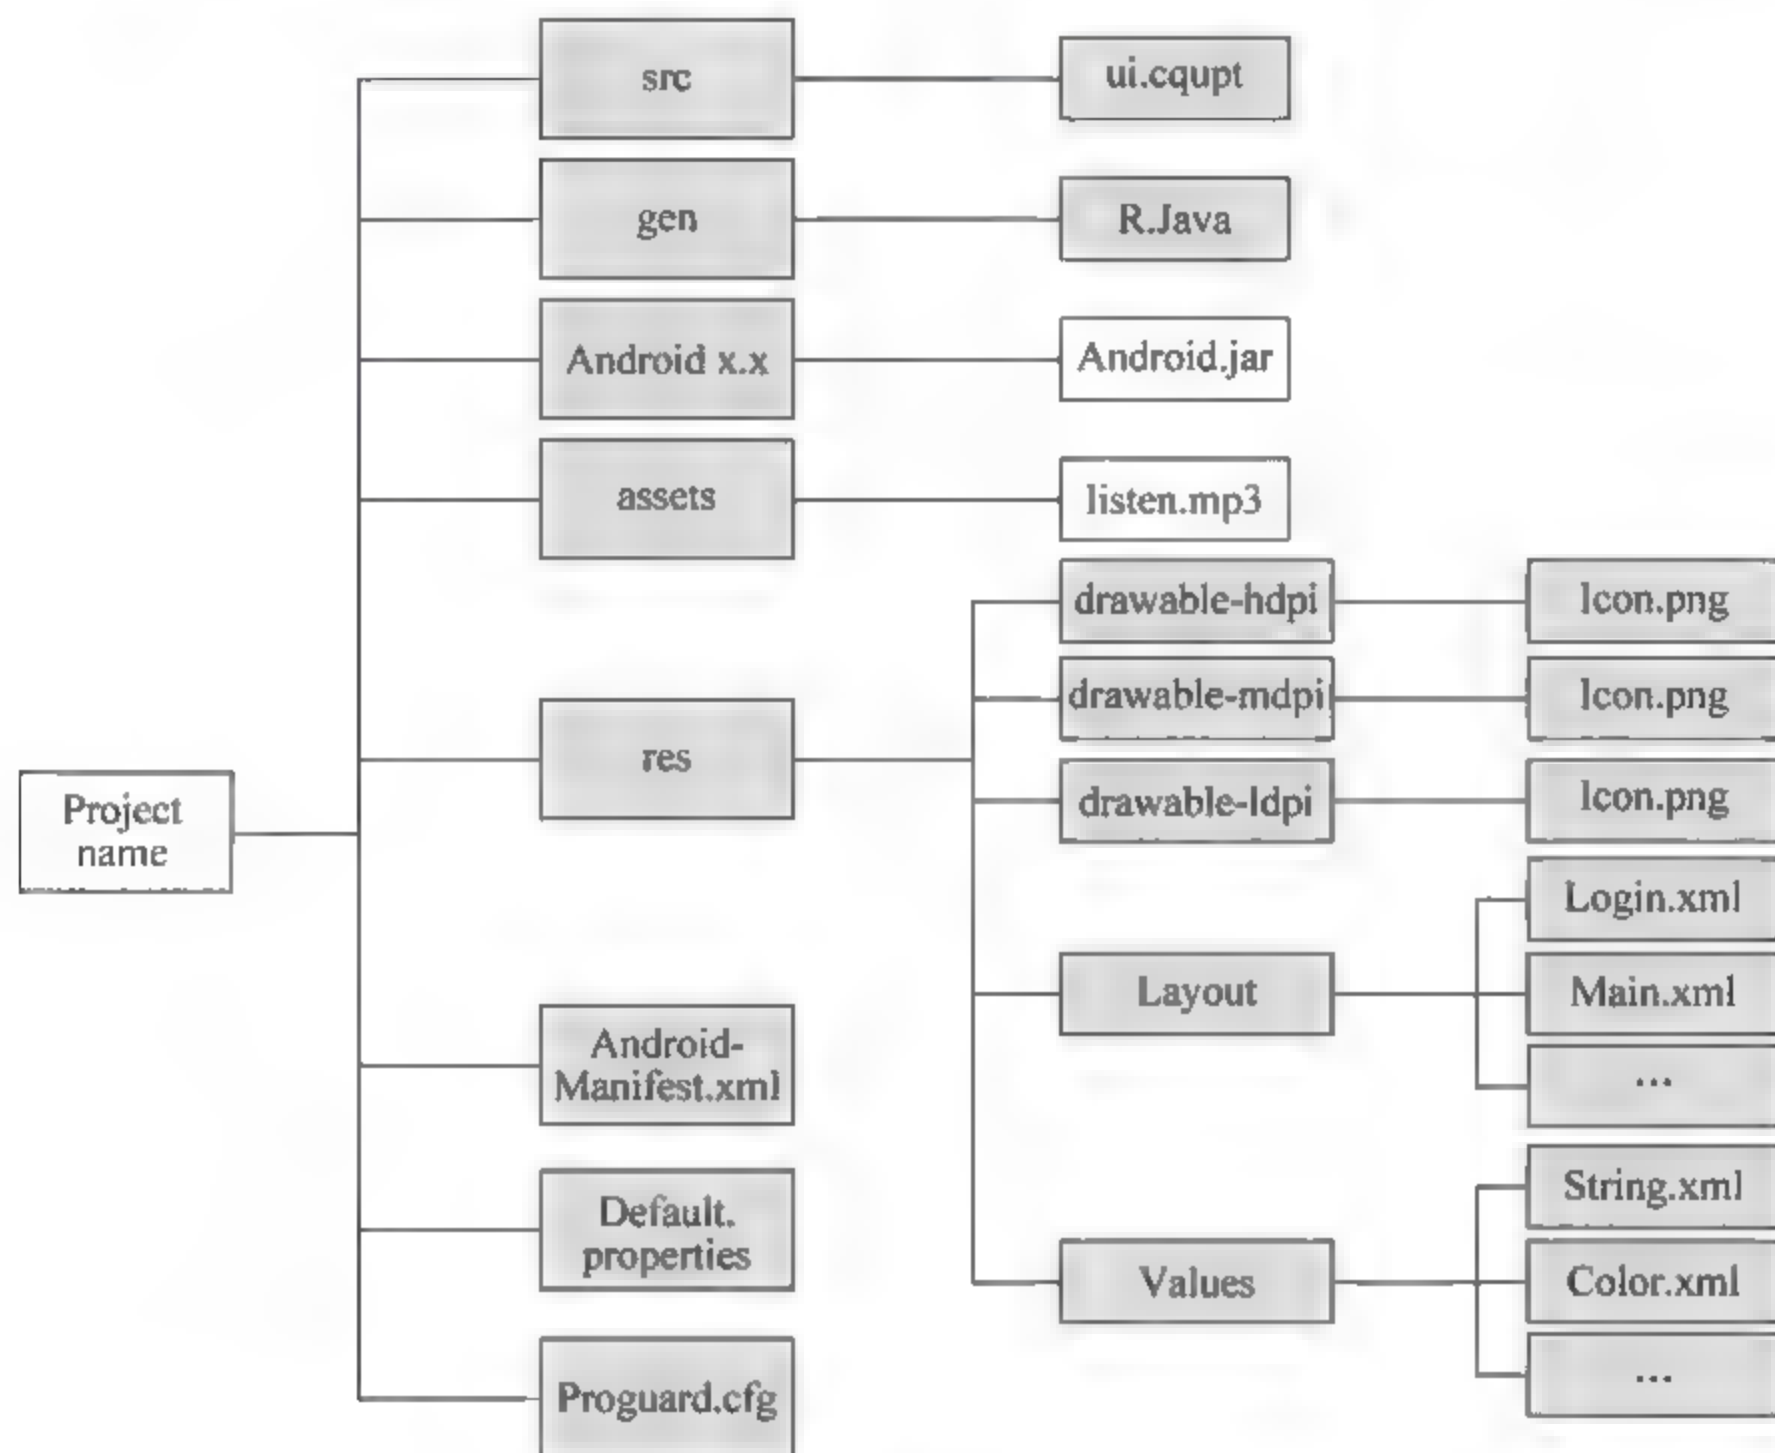 src
ui.cqupt
gen
R.Java
Android x.x
Android.jar
assets
listen.mp3
drawable-hdpi
Icon.png
drawable-mdpi
Icon.png
res
drawable-ldpi
Icon.png
Project
name
Login.xml
Layout
Main.xml
...
Android-
Manifest.xml
String.xml
Default.
properties
Values
Color.xml
...
Proguard.cfg